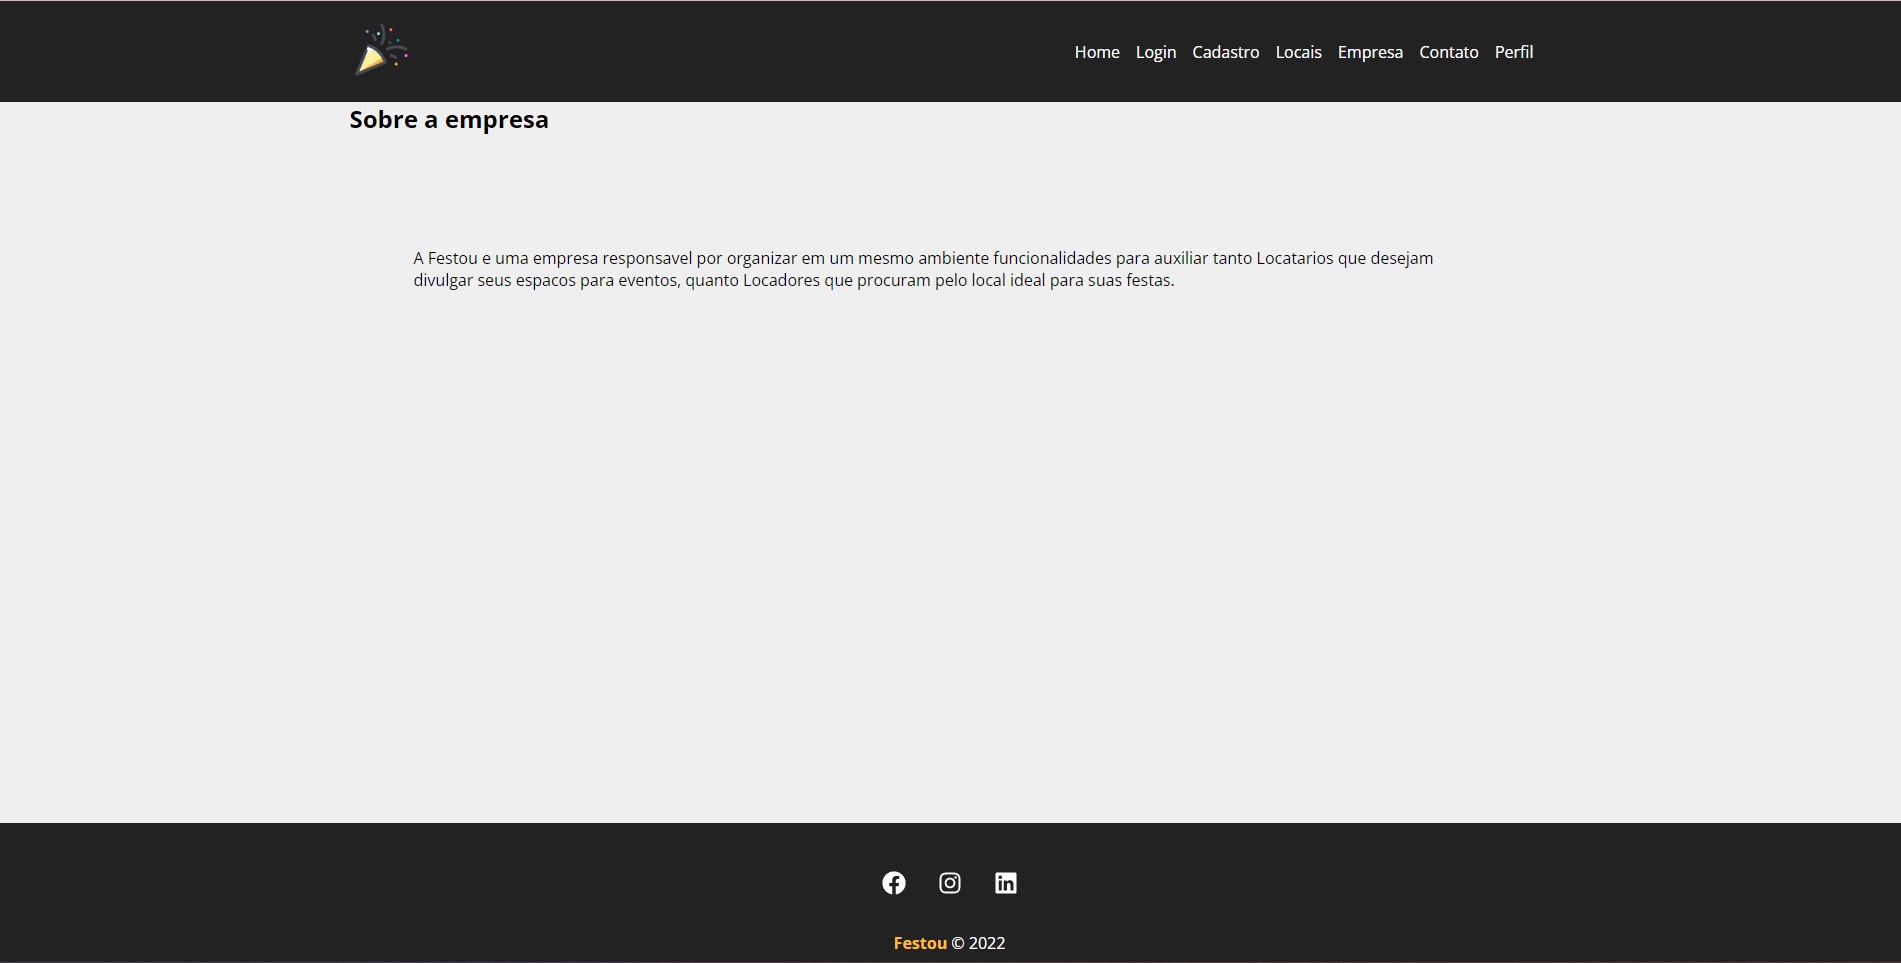 Home Login Cadastro Locais Empresa Contato Perfil
Sobre a empresa
A Festou e uma empresa responsavel por organizar em um mesmo ambiente funcionalidades para auxiliar tanto Locatarios que desejam
divulgar seus espacos para eventos, quanto Locadores que procuram pelo local ideal para suas festas.
Festou © 2022